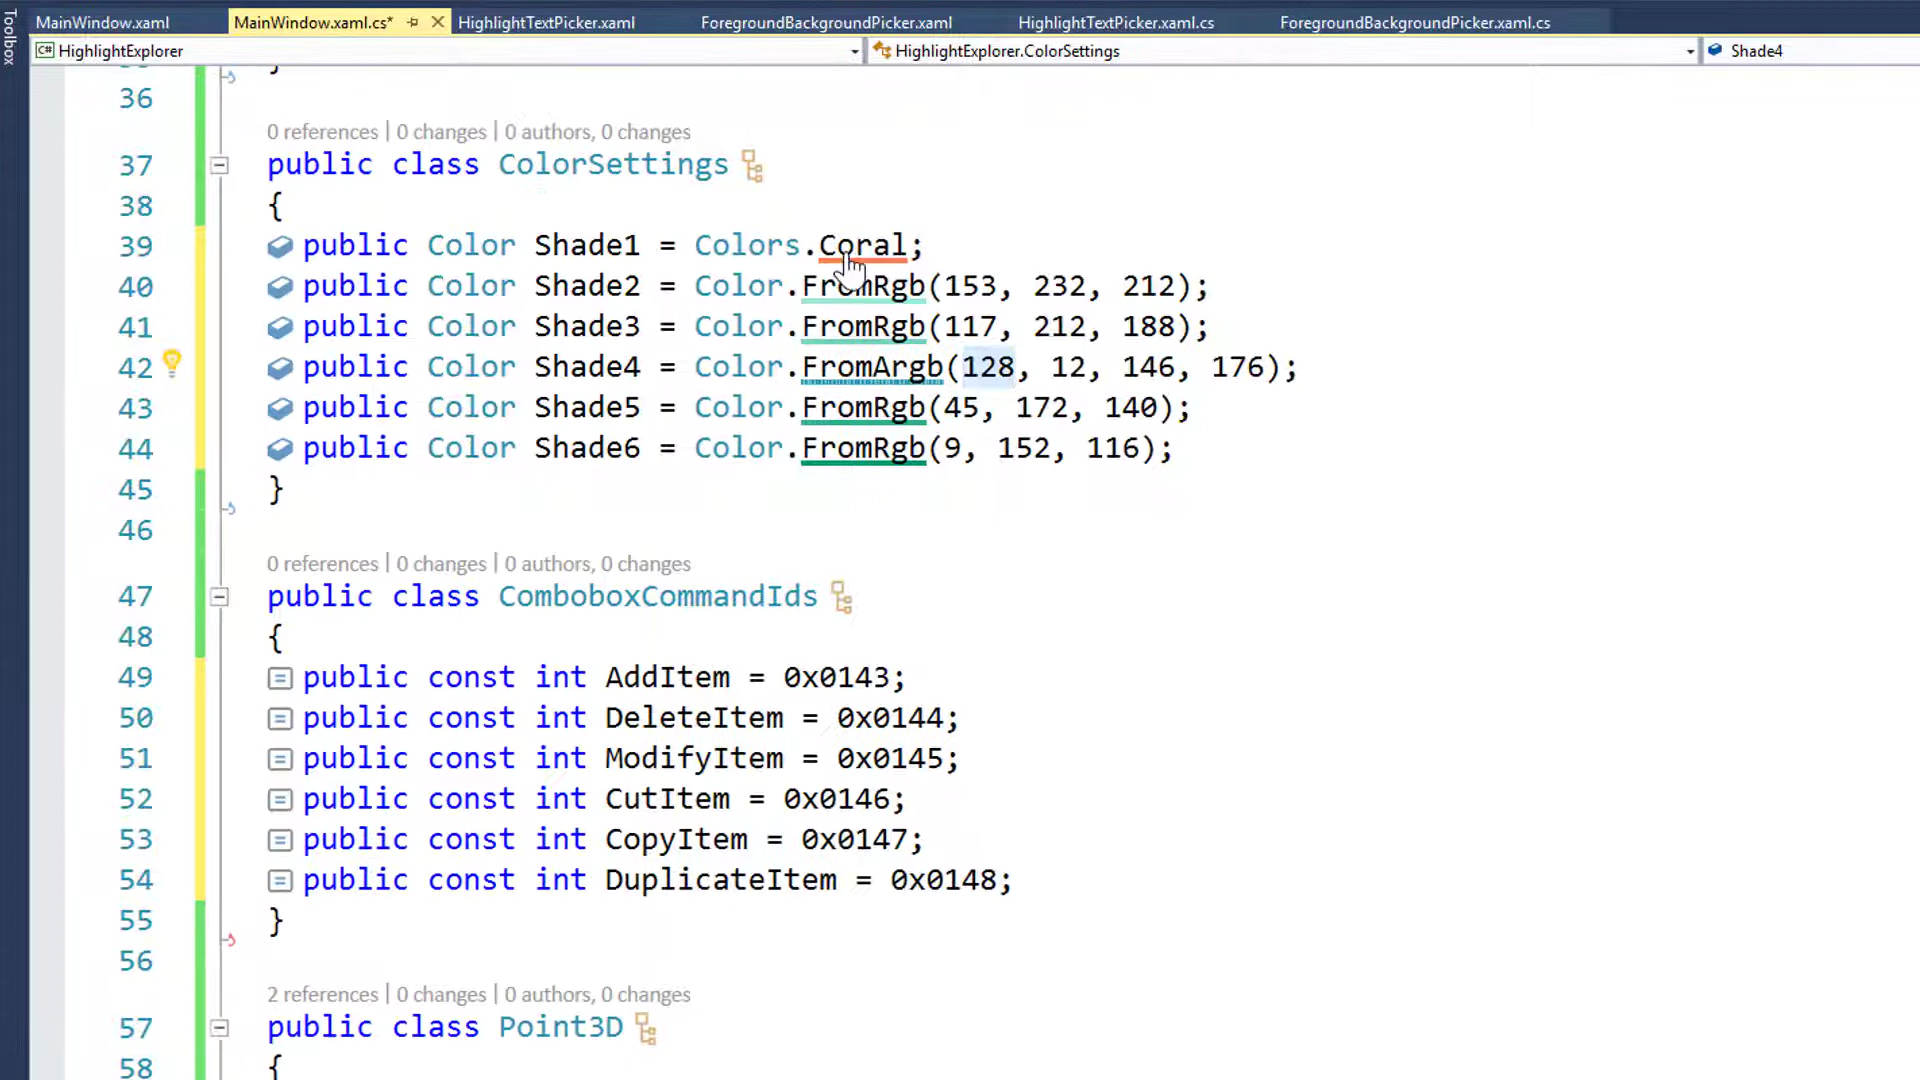 Toolbox
MainWindow.xaml MainWindow.xaml.cs* HighlightTextPicker.xaml ForegroundBackgroundPicker.xaml HighlightTextPicker.xaml.cs ForegroundBackgroundPicker.xaml.cs
C# HighlightExplorer HighlightExplorer.ColorSettings Shade4
36
0 references | 0 changes | 0 authors, 0 changes
37 public class ColorSettings
38 {
39 public Color Shade1 = Colors.Coral;
40 public Color Shade2 = Color.FromRgb(153, 232, 212);
41 public Color Shade3 = Color.FromRgb(117, 212, 188);
42 public Color Shade4 = Color.FromArgb(128, 12, 146, 176);
43 public Color Shade5 = Color.FromRgb(45, 172, 140);
44 public Color Shade6 = Color.FromRgb(9, 152, 116);
45 }
46
0 references | 0 changes | 0 authors, 0 changes
47 public class ComboboxCommandIds
48 {
49 public const int AddItem = 0x0143;
50 public const int DeleteItem = 0x0144;
51 public const int ModifyItem = 0x0145;
52 public const int CutItem = 0x0146;
53 public const int CopyItem = 0x0147;
54 public const int DuplicateItem = 0x0148;
55 }
56
2 references | 0 changes | 0 authors, 0 changes
57 public class Point3D
58 {